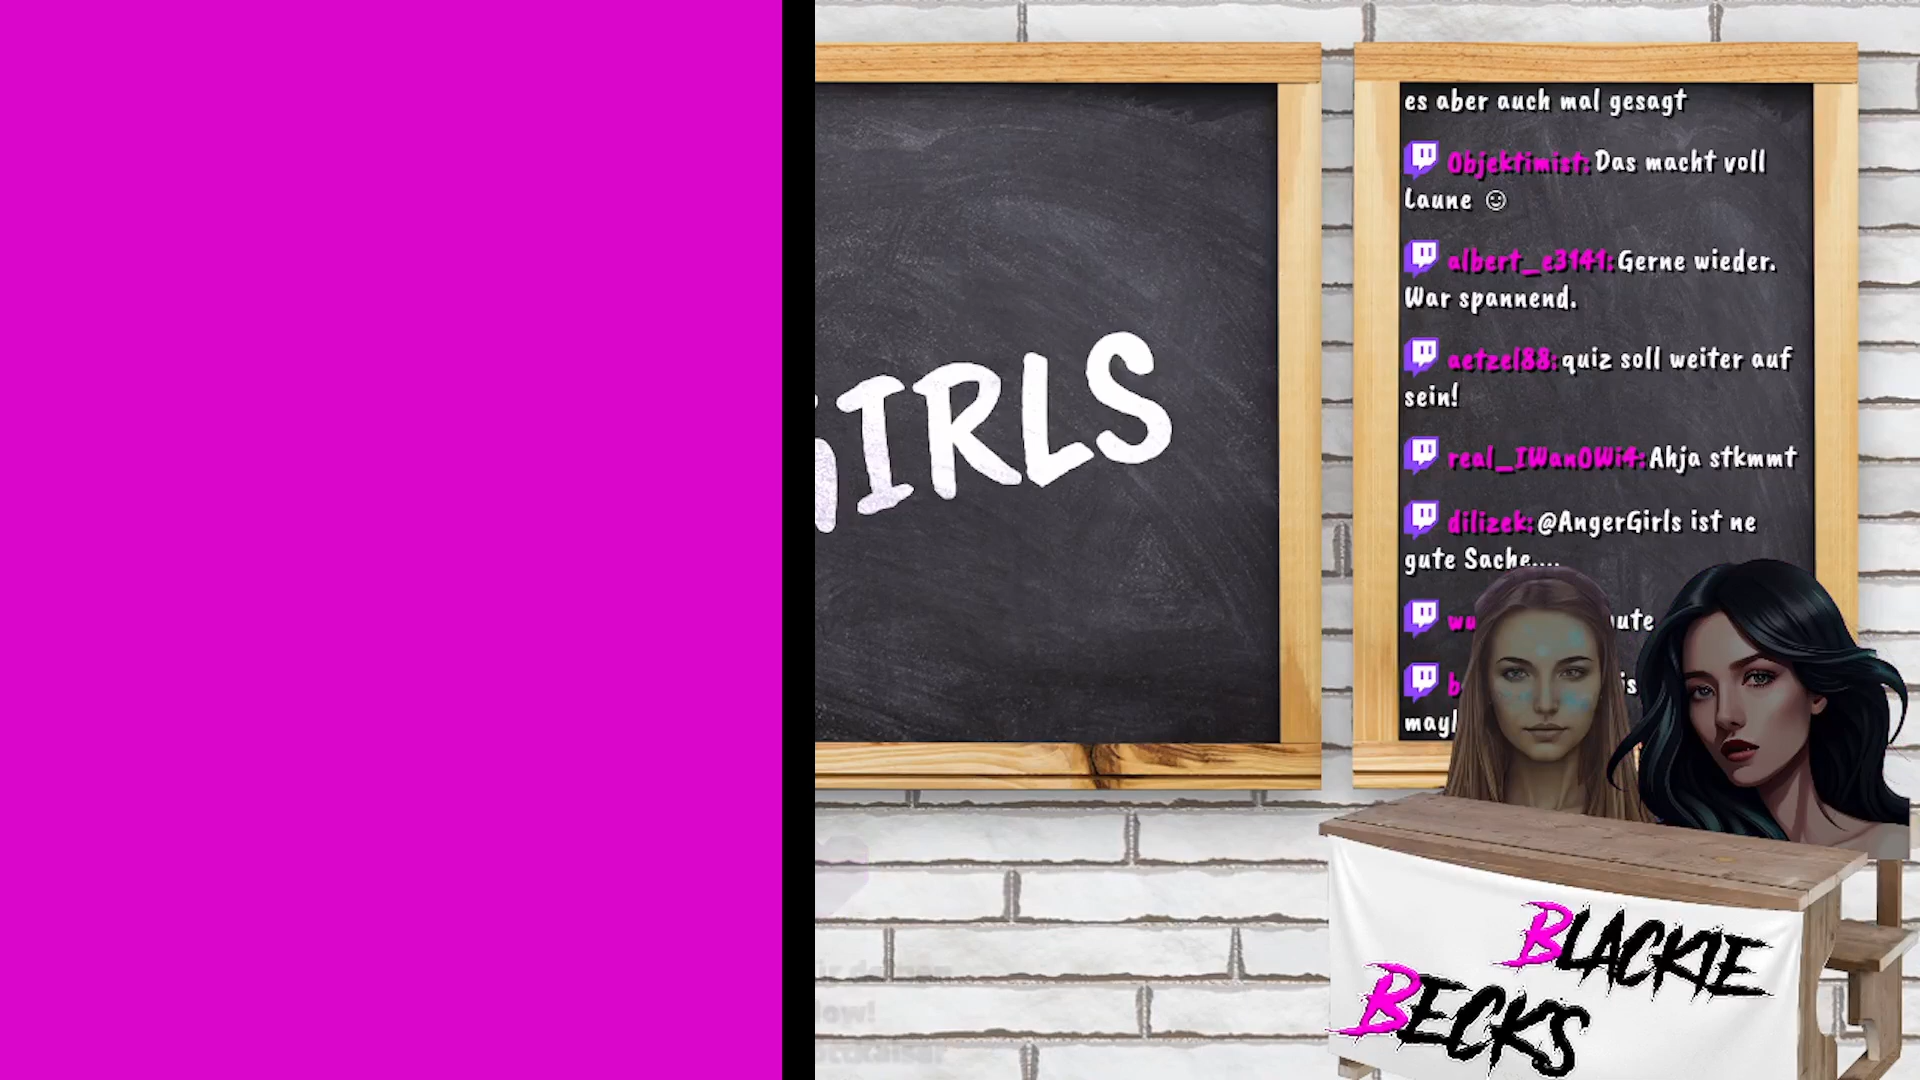 GIRLS
es aber auch mal gesagt
Objektimist: Das macht voll
Laune ☺
albert_e3141: Gerne wieder.
War spannend.
aetzel88: quiz soll weiter auf
sein!
real_IWanOWi4: Ahja stkmmt
dilizek: @AngerGirls ist ne
gute Sache....
BLACKIE
BECKS